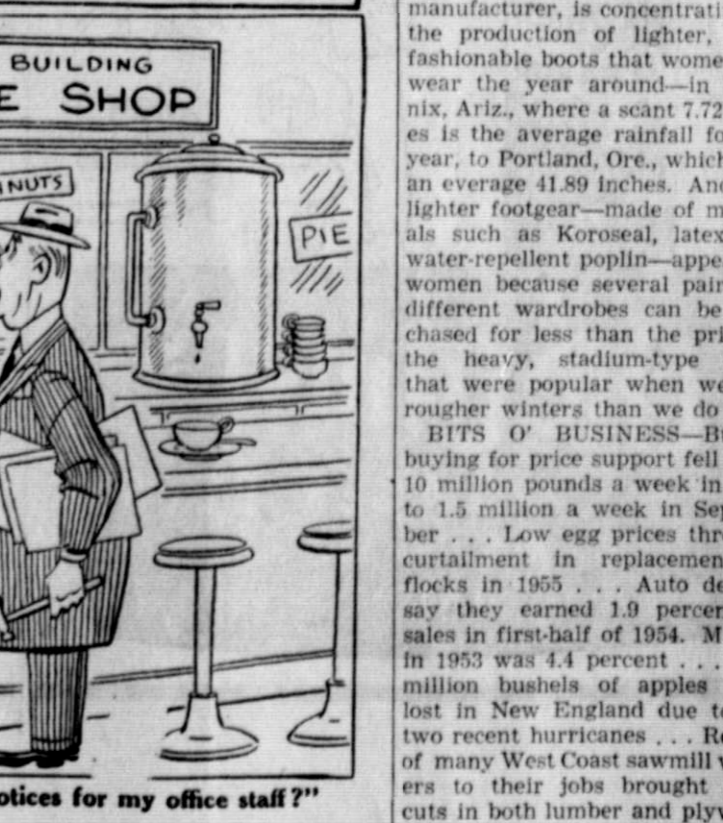 BUILDING
E SHOP
NUTS
PIE
otices for my office staff?"
manufacturer, is concentrati
the production of lighter,
fashionable boots that wome
wear the year around—in
nix, Ariz., where a scant 7.72
es is the average rainfall fo
year, to Portland, Ore., which
an everage 41.89 inches. And
lighter footgear—made of m
als such as Koroseal, latex
water-repellent poplin—appe
women because several pair
different wardrobes can be
chased for less than the pri
the heavy, stadium-type
that were popular when we
rougher winters than we do
BITS O' BUSINESS—Bu
buying for price support fell
10 million pounds a week in
to 1.5 million a week in Sep
ber . . . Low egg prices thre
curtailment in replacemen
flocks in 1955 . . . Auto de
say they earned 1.9 percen
sales in first-half of 1954. M
in 1953 was 4.4 percent . . .
million bushels of apples
lost in New England due to
two recent hurricanes . . . Re
of many West Coast sawmill w
ers to their jobs brought
cuts in both lumber and plyw